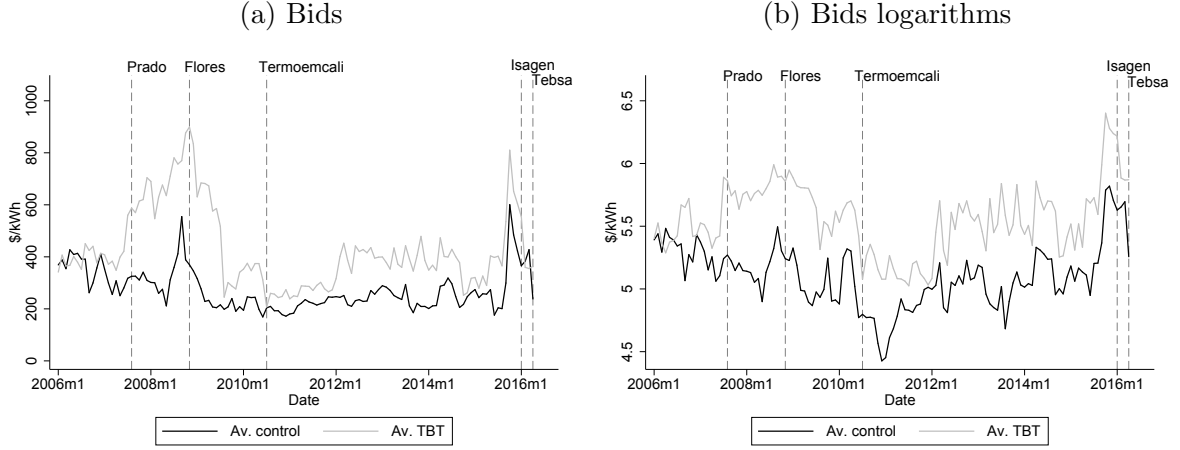 (a) Bids
Prado Flores Termoemcali Isagen
Tebsa
1000
800
600
400
200
0
$/kWh
2006m1 2008m1 2010m1 2012m1 2014m1 2016m1
Date
Av. control Av. TBT
(b) Bids logarithms
Prado Flores Termoemcali Isagen
Tebsa
6.5
6
5.5
5
4.5
$/kWh
2006m1 2008m1 2010m1 2012m1 2014m1 2016m1
Date
Av. control Av. TBT